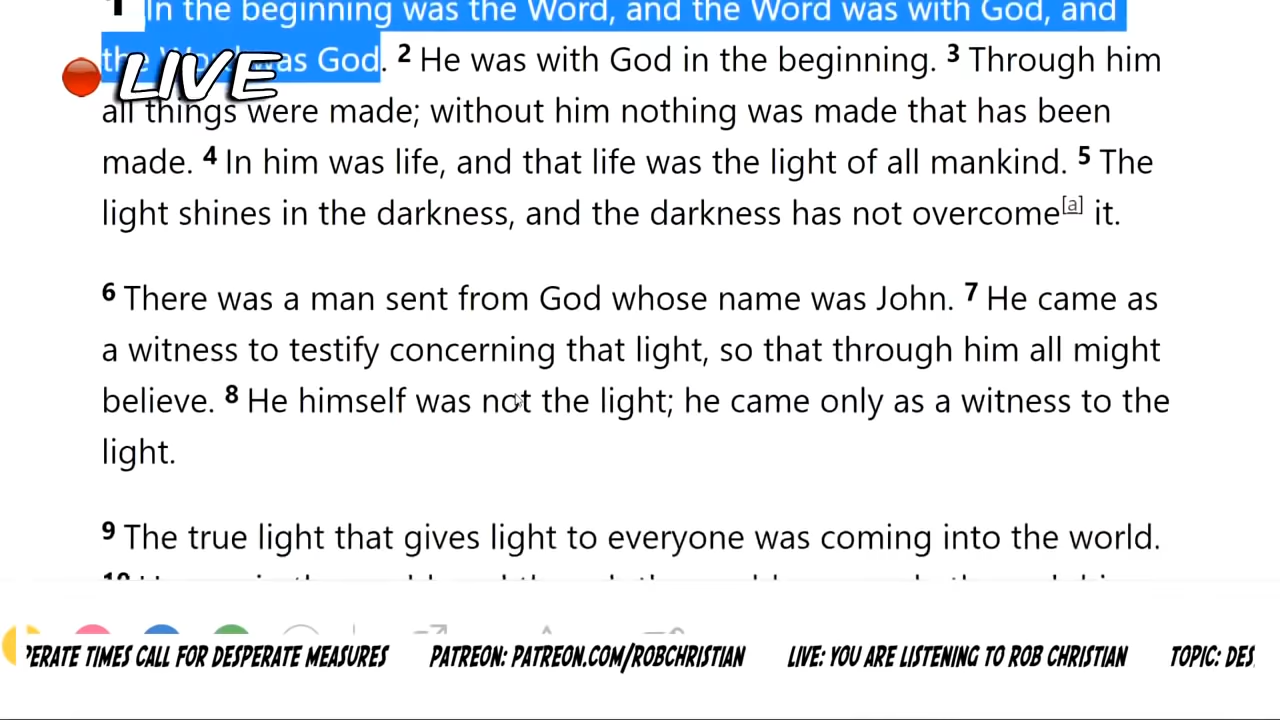 1 In the beginning was the Word, and the Word was with God, and
the Word was God. 2 He was with God in the beginning. 3 Through him
LIVE
all things were made; without him nothing was made that has been
made. 4 In him was life, and that life was the light of all mankind. 5 The
light shines in the darkness, and the darkness has not overcome[a] it.
6 There was a man sent from God whose name was John. 7 He came as
a witness to testify concerning that light, so that through him all might
believe. 8 He himself was not the light; he came only as a witness to the
light.
9 The true light that gives light to everyone was coming into the world.
PERATE TIMES CALL FOR DESPERATE MEASURES PATREON: PATREON.COM/ROBCHRISTIAN LIVE: YOU ARE LISTENING TO ROB CHRISTIAN TOPIC: DES